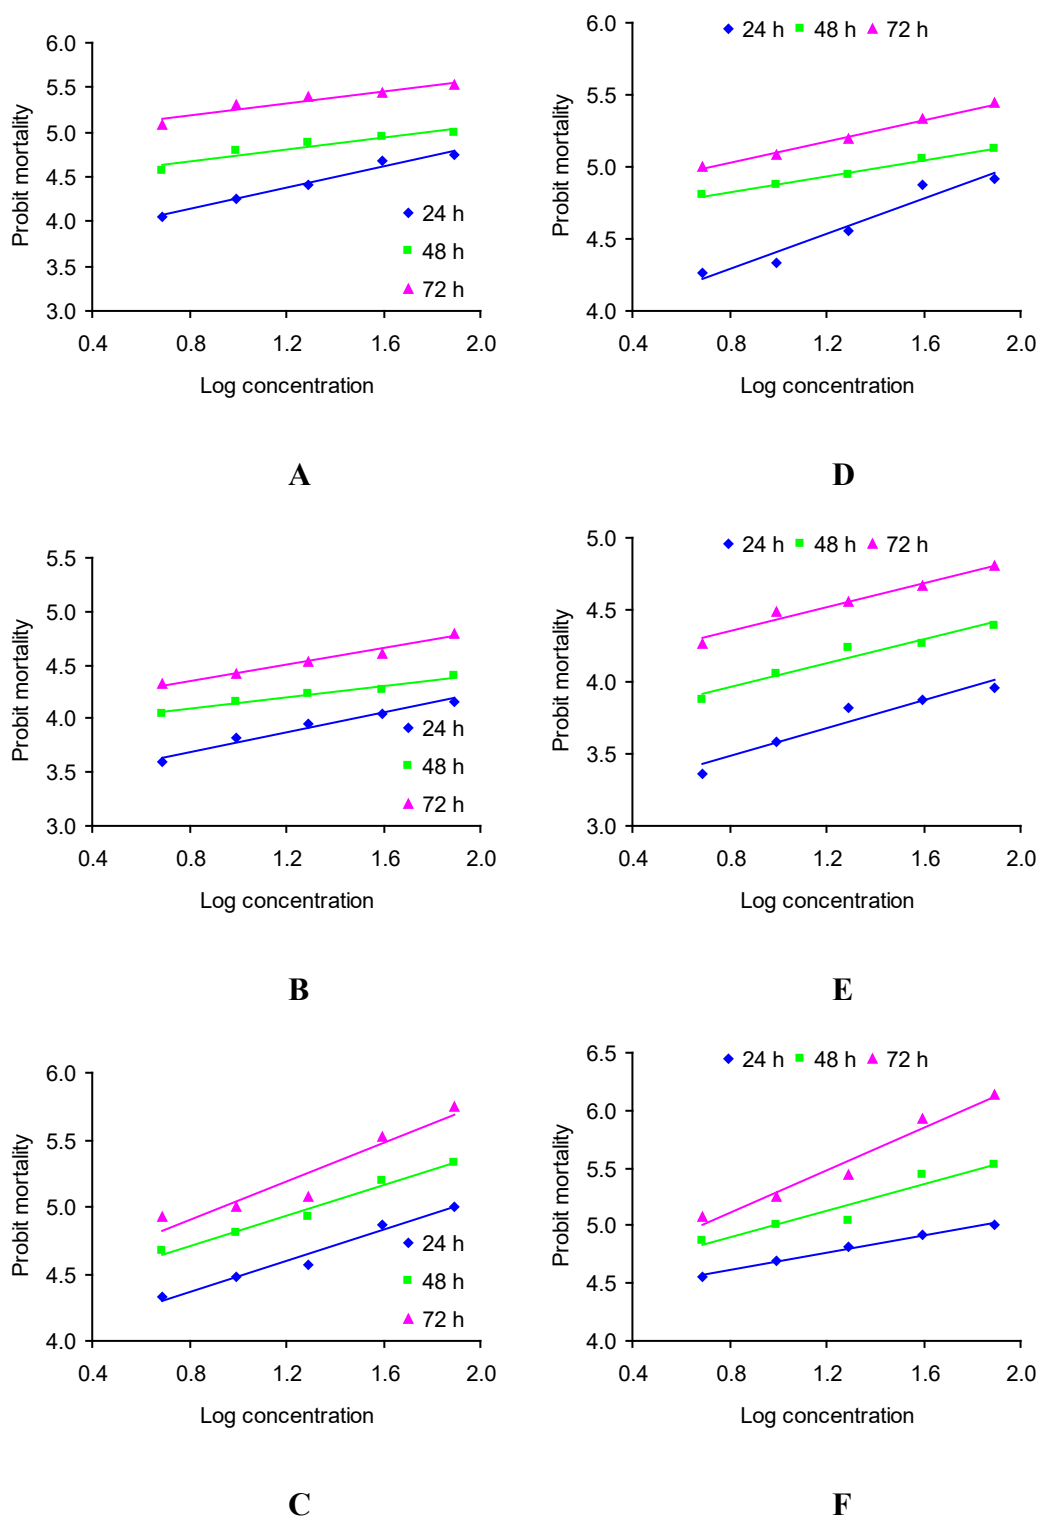 6.0
5.5
5.0
4.5
4.0
3.5
3.0
Probit mortality
24 h
48 h
72 h
0.4 0.8 1.2 1.6 2.0
Log concentration
A
24 h 48 h 72 h
6.0
5.5
5.0
4.5
4.0
Probit mortality
0.4 0.8 1.2 1.6 2.0
Log concentration
D
5.5
5.0
4.5
4.0
3.5
3.0
Probit mortality
24 h
48 h
72 h
0.4 0.8 1.2 1.6 2.0
Log concentration
B
24 h 48 h 72 h
5.0
4.5
4.0
3.5
3.0
Probit mortality
0.4 0.8 1.2 1.6 2.0
Log concentration
E
6.0
5.5
5.0
4.5
4.0
Probit mortality
24 h
48 h
72 h
0.4 0.8 1.2 1.6 2.0
Log concentration
C
24 h 48 h 72 h
6.5
6.0
5.5
5.0
4.5
4.0
Probit mortality
0.4 0.8 1.2 1.6 2.0
Log concentration
F